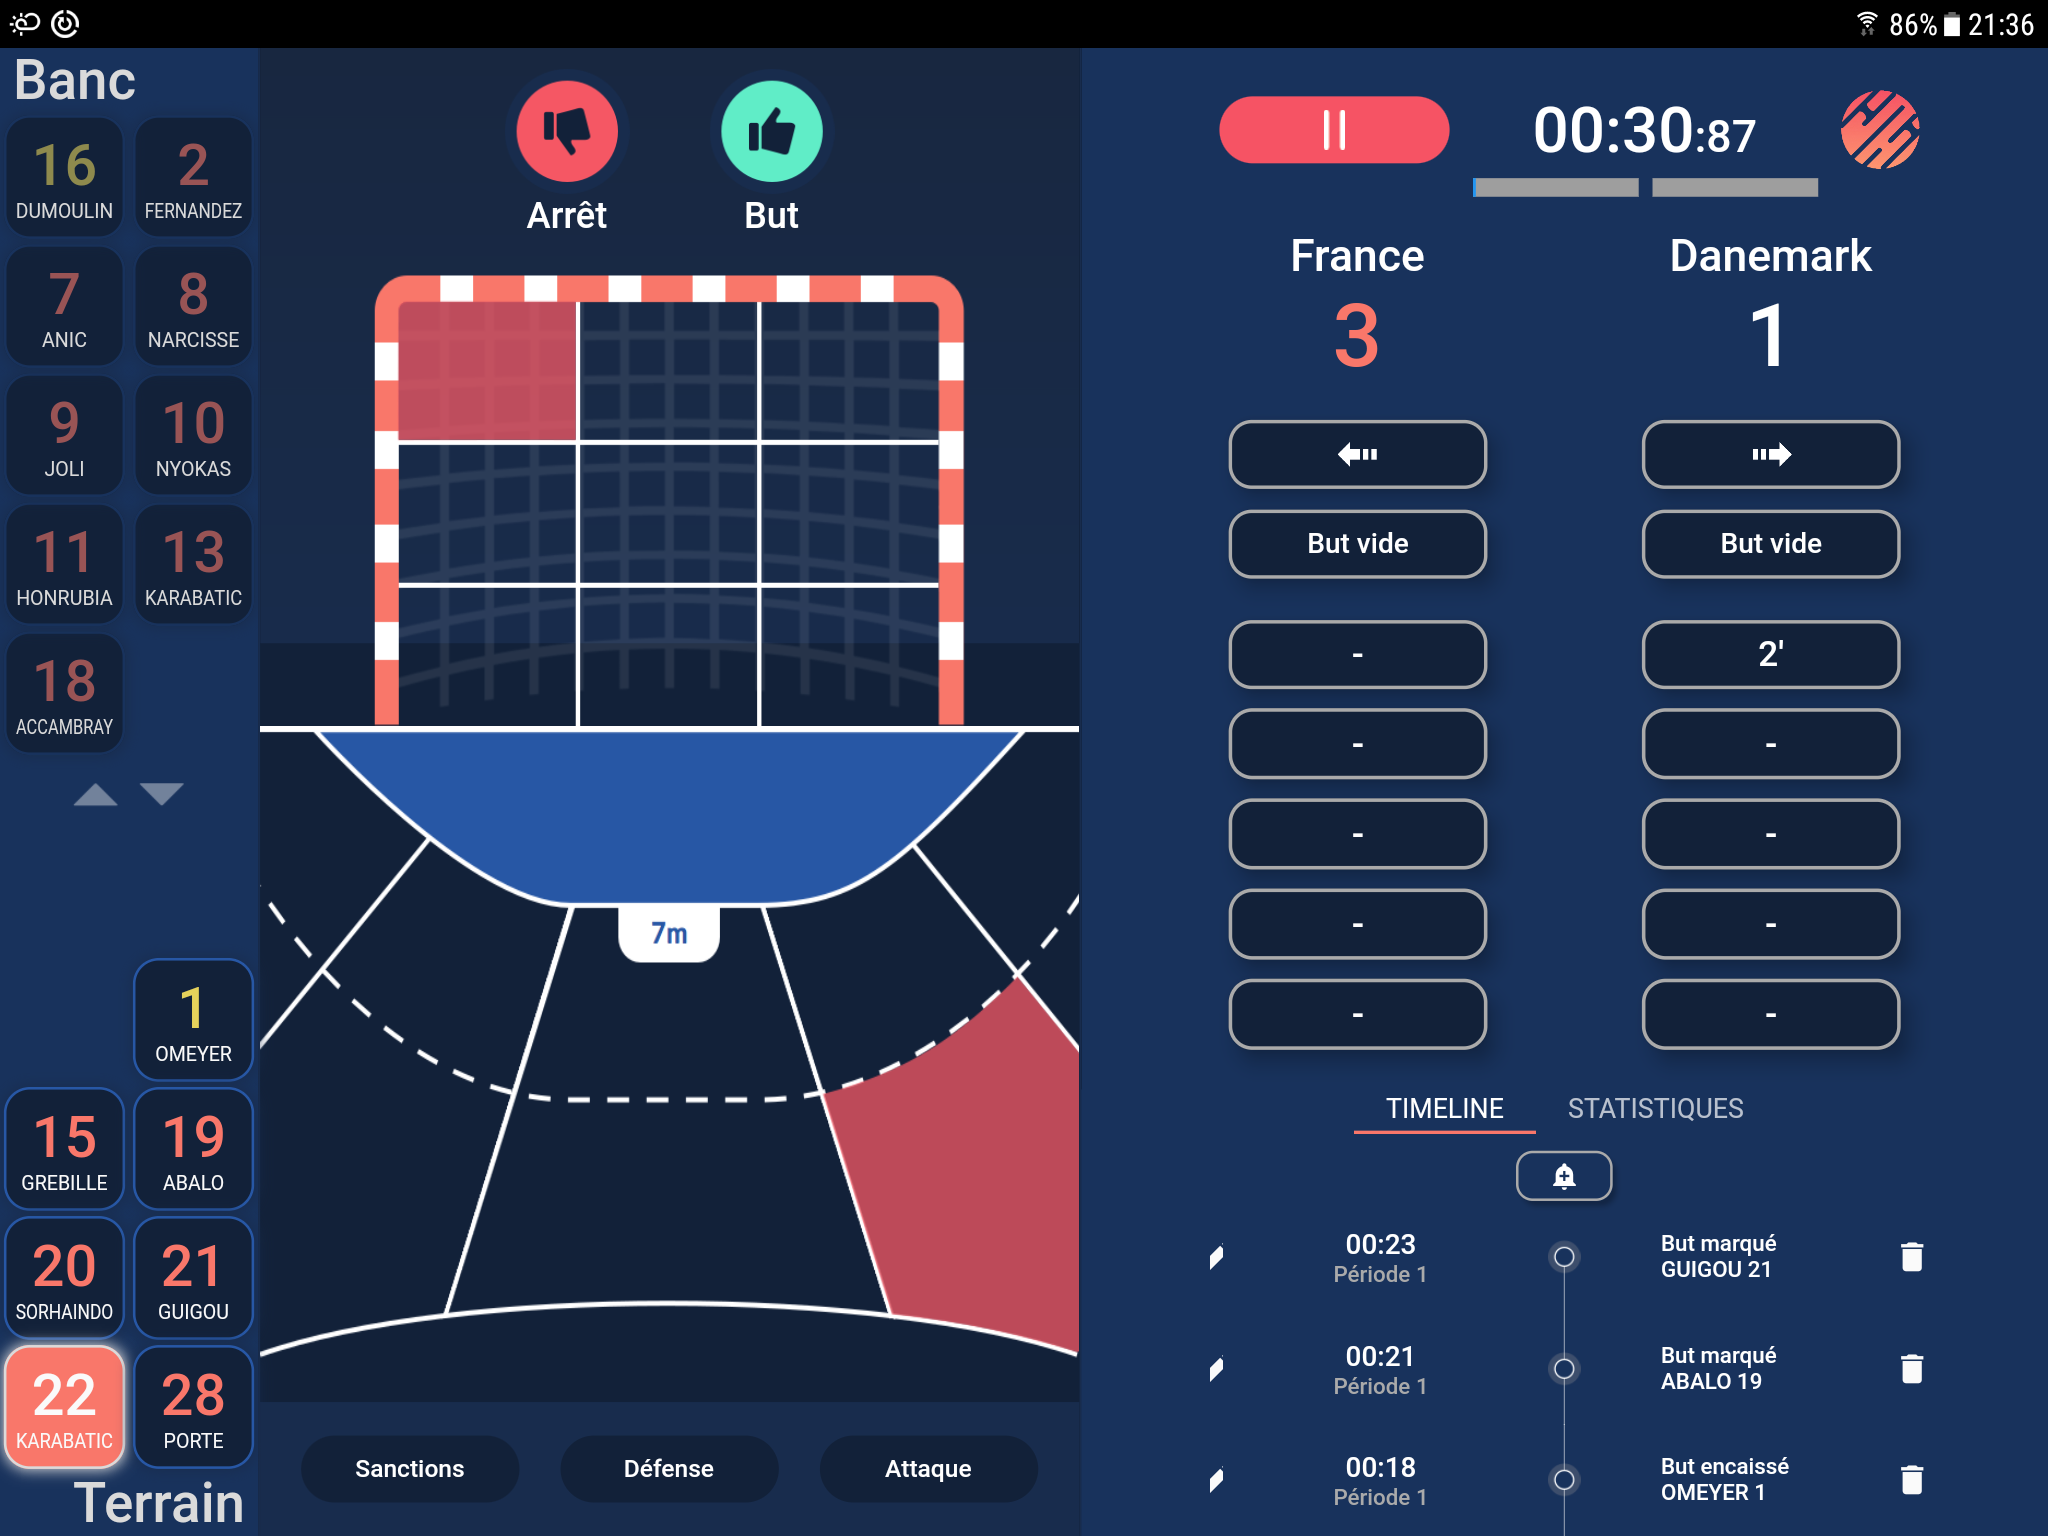 86% 21:36
Banc
16
DUMOULIN
2
FERNANDEZ
7
ANIC
8
NARCISSE
9
JOLI
10
NYOKAS
11
HONRUBIA
13
KARABATIC
18
ACCAMBRAY
1
OMEYER
15
GREBILLE
19
ABALO
20
SORHAINDO
21
GUIGOU
22
KARABATIC
28
PORTE
Terrain
Arrêt
But
7m
Sanctions
Défense
Attaque
00:30:87
France
Danemark
3
1
But vide
But vide
-
2'
-
-
-
-
-
-
-
-
TIMELINE
STATISTIQUES
00:23
Période 1
But marqué
GUIGOU 21
00:21
Période 1
But marqué
ABALO 19
00:18
Période 1
But encaissé
OMEYER 1